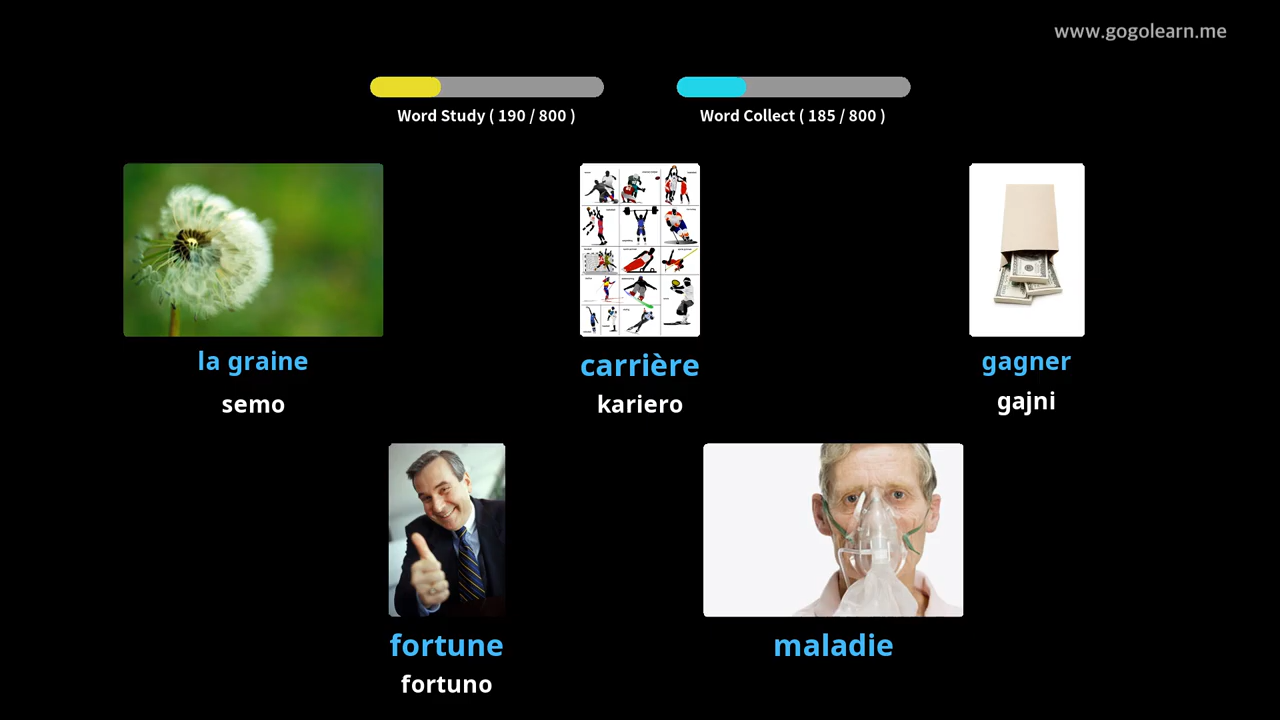 www.gogolearn.me
Word Study ( 190 / 800 )
Word Collect ( 185 / 800 )
la graine
semo
carrière
kariero
gagner
gajni
fortune
fortuno
maladie